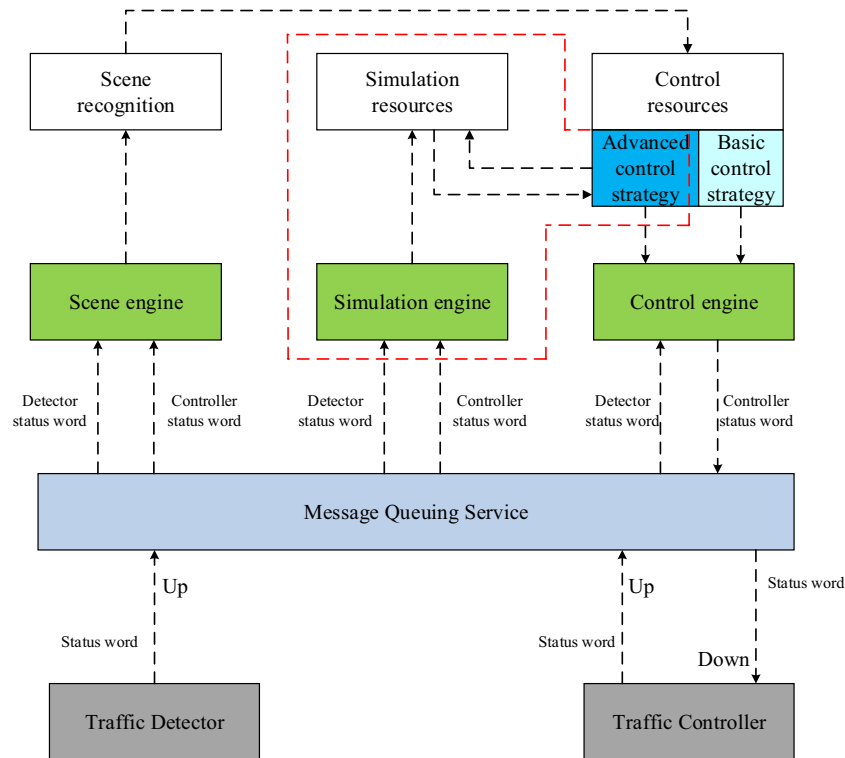 Scene
recognition
Simulation
resources
Control
resources
Advanced
control
strategy
Basic
control
strategy
Scene engine
Simulation engine
Control engine
Detector
status word
Controller
status word
Detector
status word
Controller
status word
Detector
status word
Controller
status word
Message Queuing Service
Up
Status word
Up
Status word
Status word
Down
Traffic Detector
Traffic Controller